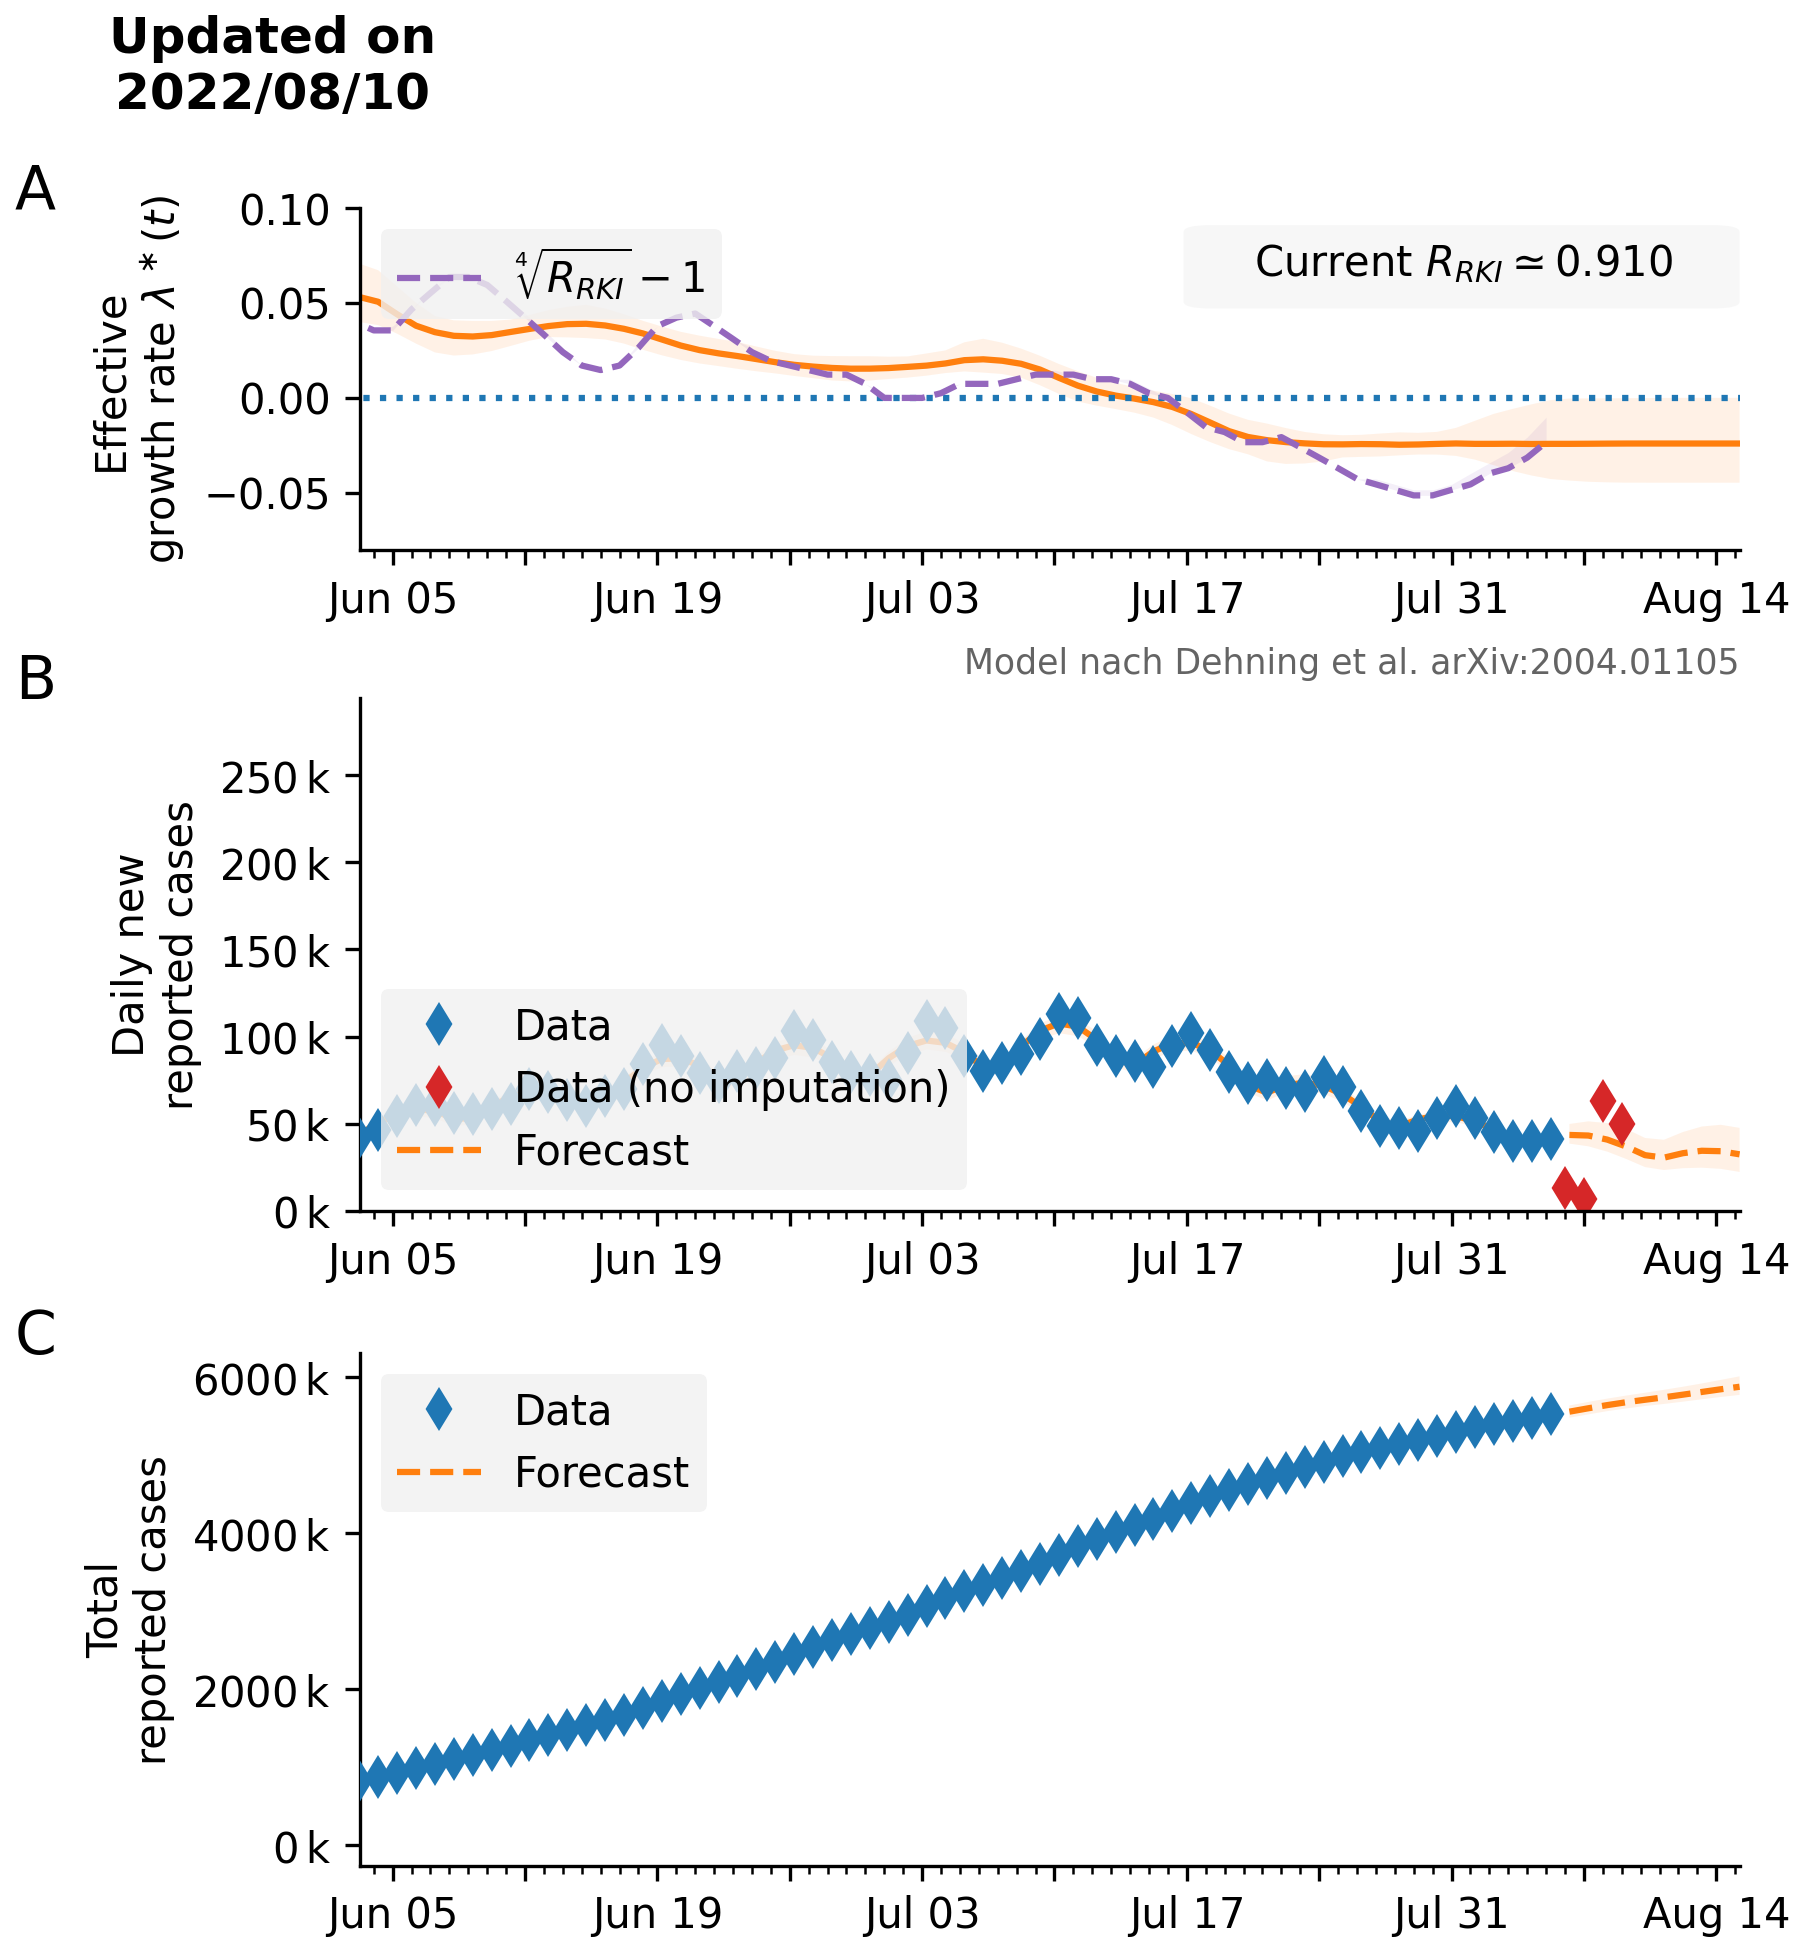 Updated on
2022/08/10
A
Effective
growth rate λ * (t)
0.10
0.05
0.00
−0.05
∜R_RKI − 1
Current R_RKI ≃ 0.910
Jun 05 Jun 19 Jul 03 Jul 17 Jul 31 Aug 14
Model nach Dehning et al. arXiv:2004.01105
B
Daily new
reported cases
250 k
200 k
150 k
100 k
50 k
0 k
Data
Data (no imputation)
Forecast
Jun 05 Jun 19 Jul 03 Jul 17 Jul 31 Aug 14
C
Total
reported cases
6000 k
4000 k
2000 k
0 k
Data
Forecast
Jun 05 Jun 19 Jul 03 Jul 17 Jul 31 Aug 14